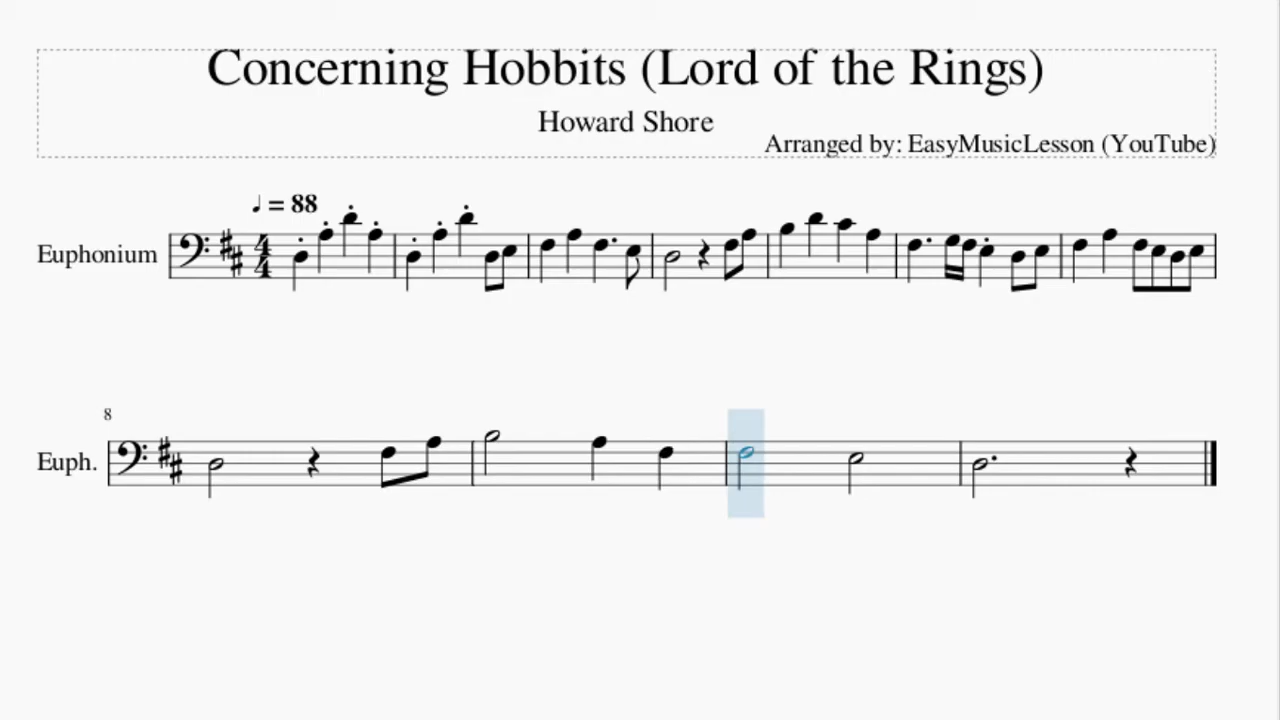 Concerning Hobbits (Lord of the Rings)
Howard Shore
Arranged by: EasyMusicLesson (YouTube)
♩ = 88
Euphonium
4
4
8
Euph.